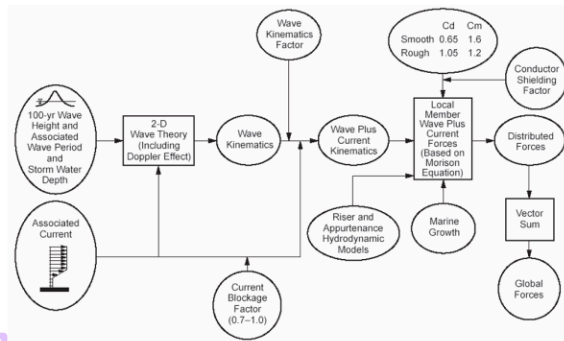 Wave
Kinematics
Factor
Cd Cm
Smooth 0.65 1.6
Rough 1.05 1.2
Conductor
Shielding
Factor
100-yr Wave
Height and
Associated
Wave Period
and
Storm Water
Depth
2-D
Wave Theory
(Including
Doppler Effect)
Wave
Kinematics
Wave Plus
Current
Kinematics
Local
Member
Wave Plus
Current
Forces
(Based on
Morison
Equation)
Distributed
Forces
Associated
Current
Riser and
Appurtenance
Hydrodynamic
Models
Marine
Growth
Vector
Sum
Current
Blockage
Factor
(0.7–1.0)
Global
Forces